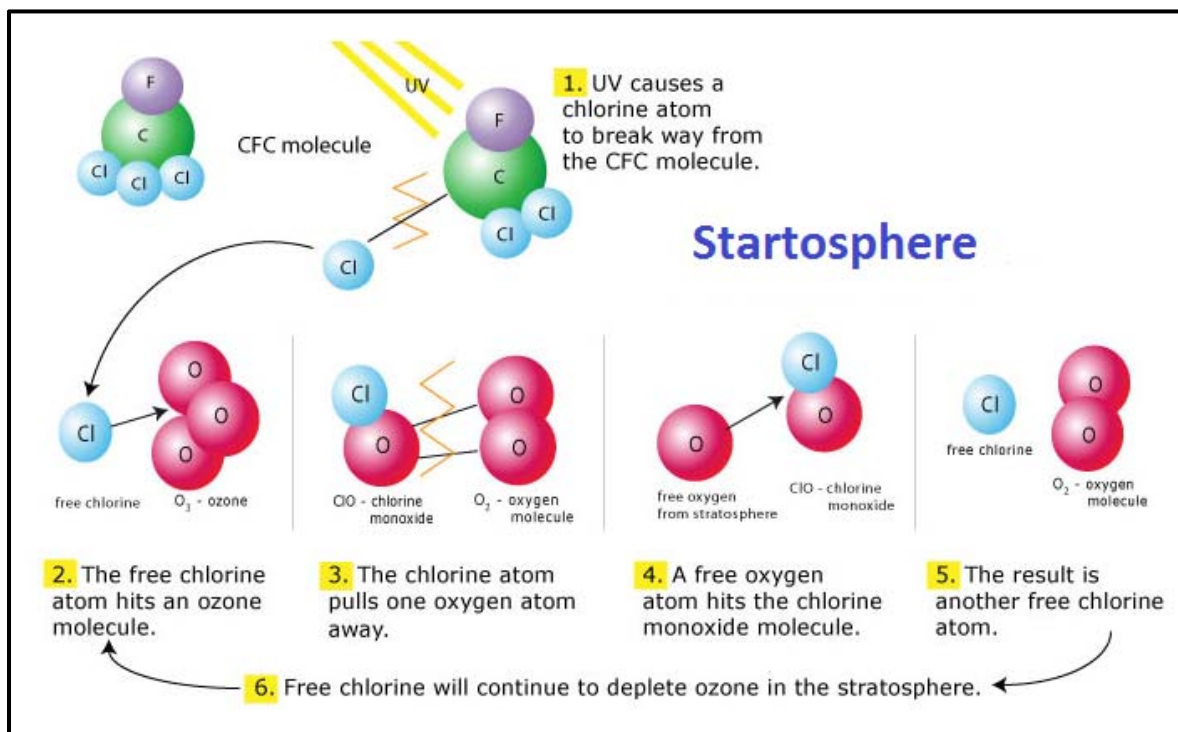 F
C
Cl
Cl
Cl
CFC molecule
UV
F
C
Cl
Cl
Cl
1. UV causes a
chlorine atom
to break way from
the CFC molecule.
Startosphere
Cl
O
O
O
free chlorine
O₃ - ozone
Cl
O
O
O
ClO - chlorine
monoxide
O₂ - oxygen
molecule
O
Cl
O
free oxygen
from stratosphere
ClO - chlorine
monoxide
Cl
O
O
free chlorine
O₂ - oxygen
molecule
2. The free chlorine
atom hits an ozone
molecule.
3. The chlorine atom
pulls one oxygen atom
away.
4. A free oxygen
atom hits the chlorine
monoxide molecule.
5. The result is
another free chlorine
atom.
6. Free chlorine will continue to deplete ozone in the stratosphere.